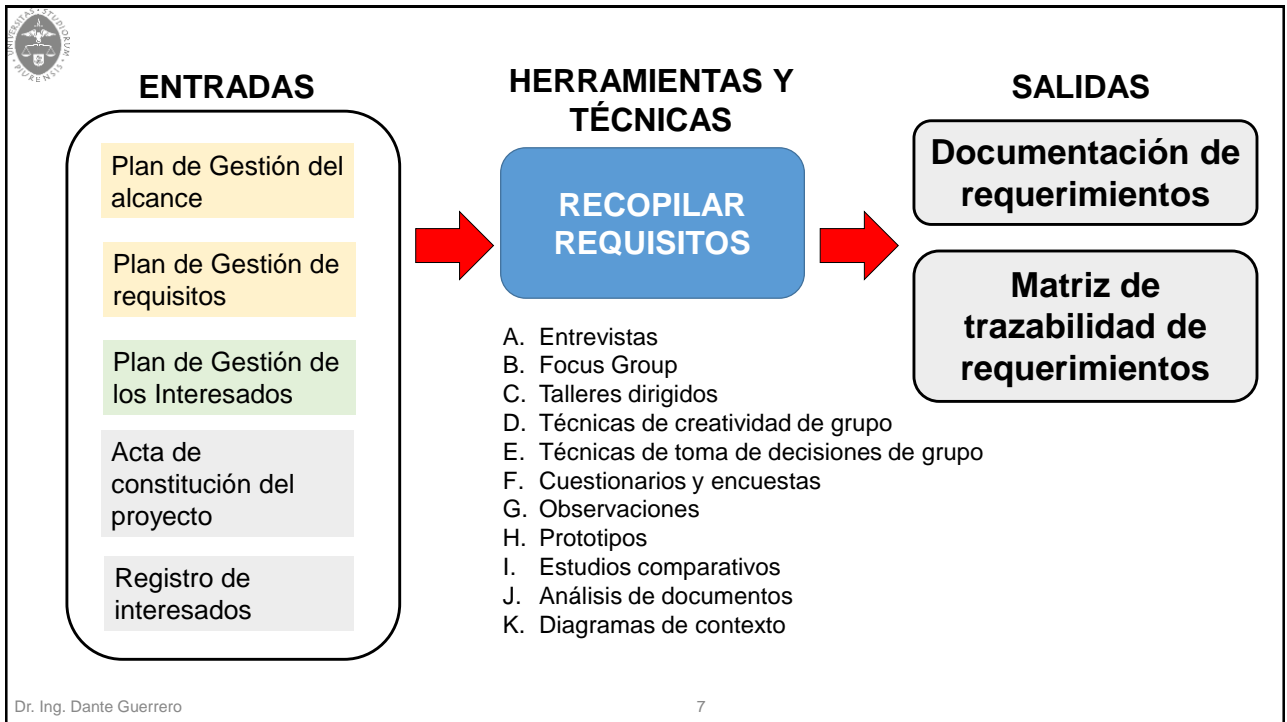 UNIVERSITAS · STUDIORUM · PIURENSIS
ENTRADAS
Plan de Gestión del
alcance
Plan de Gestión de
requisitos
Plan de Gestión de
los Interesados
Acta de
constitución del
proyecto
Registro de
interesados
HERRAMIENTAS Y
TÉCNICAS
RECOPILAR
REQUISITOS
A. Entrevistas
B. Focus Group
C. Talleres dirigidos
D. Técnicas de creatividad de grupo
E. Técnicas de toma de decisiones de grupo
F. Cuestionarios y encuestas
G. Observaciones
H. Prototipos
I. Estudios comparativos
J. Análisis de documentos
K. Diagramas de contexto
SALIDAS
Documentación de
requerimientos
Matriz de
trazabilidad de
requerimientos
Dr. Ing. Dante Guerrero
7